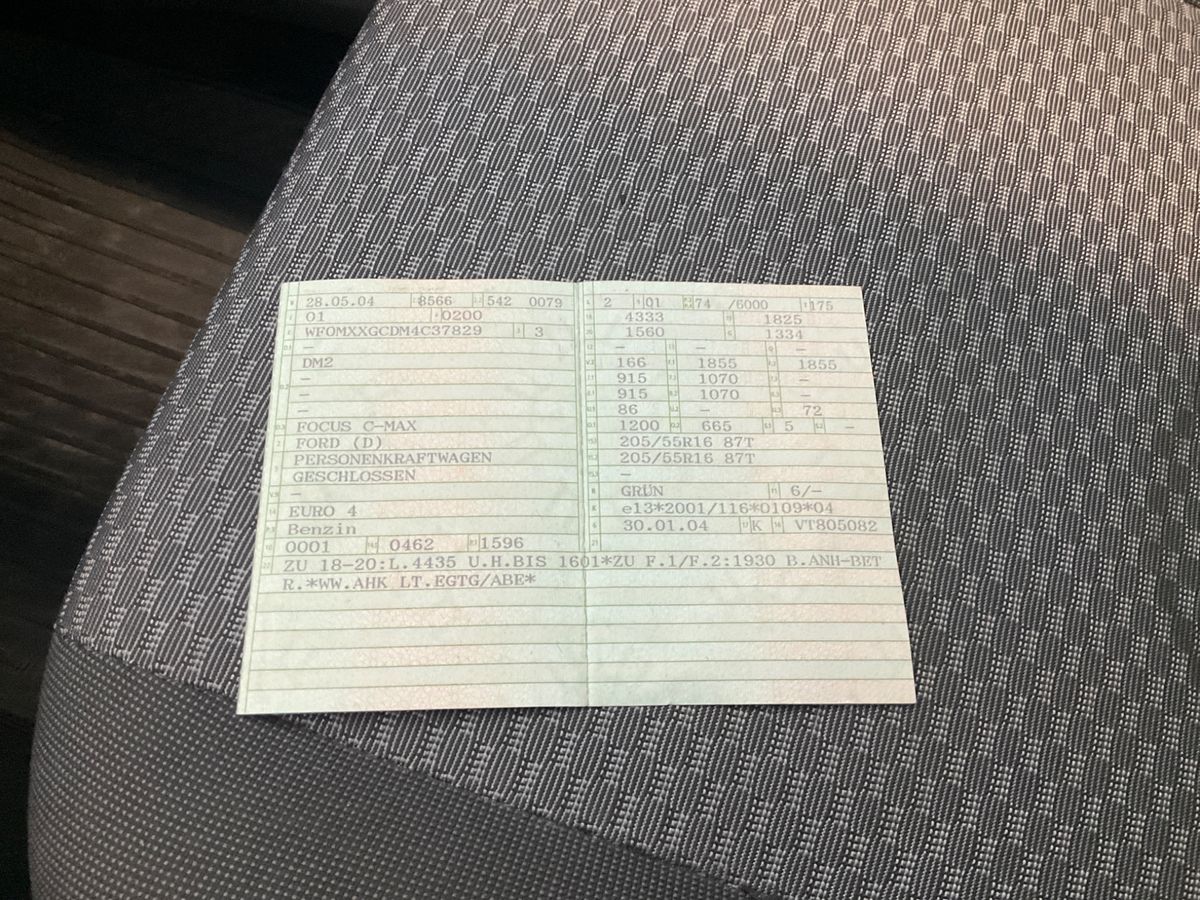 28.05.04 8566 542 0079
01 0200
WF0MXXGCDM4C37829 3
–
DM2
–
–
–
FOCUS C-MAX
FORD (D)
PERSONENKRAFTWAGEN
GESCHLOSSEN
–
EURO 4
Benzin
0001 0462 1596
2 01 74 /6000 175
4333 1825
1560 1334
– – –
166 1855 1855
915 1070 –
915 1070 –
86 – 72
1200 665 5 –
205/55R16 87T
205/55R16 87T
–
GRÜN 6/–
e13*2001/116*0109*04
30.01.04 K VT805082
ZU 18-20:L.4435 U.H.BIS 1601*ZU F.1/F.2:1930 B.ANH-BET
R.*WW.AHK LT.EGTG/ABE*